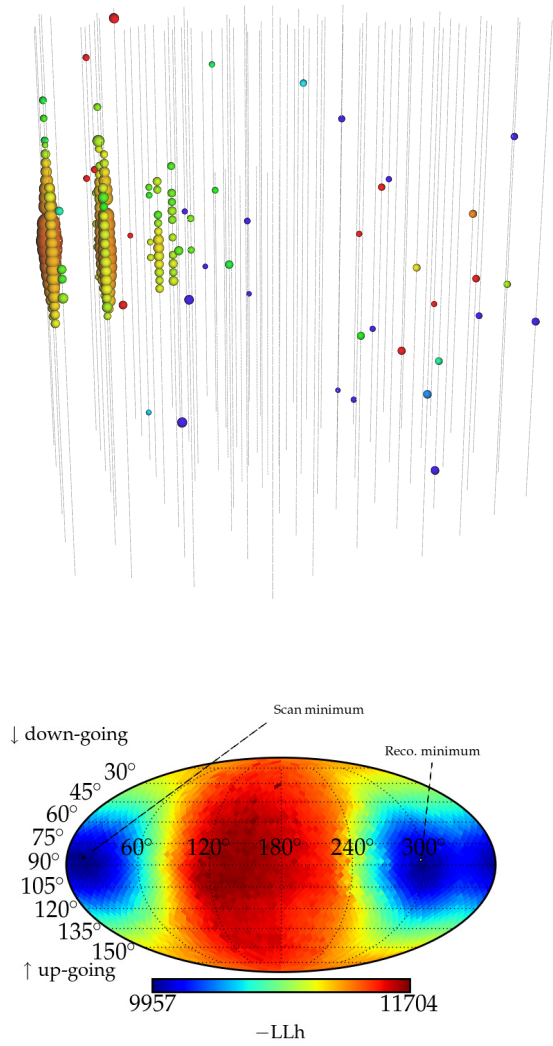 Scan minimum
↓ down-going
Reco. minimum
30°
45°
60°
75°
90°
60° 120° 180° 240° 300°
105°
120°
135°
150°
↑ up-going
9957 11704
−LLh